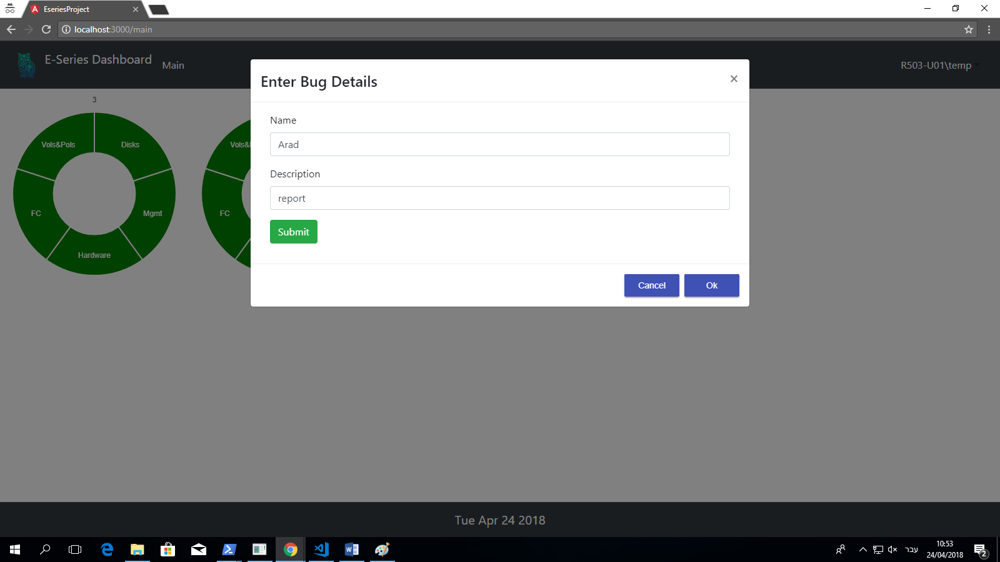 EseriesProject
localhost:3000/main
E-Series Dashboard
Main
R503-U01\temp
3
Vols&Pols
Disks
FC
Mgmt
Hardware
FC
Enter Bug Details
×
Name
Arad
Description
report
Submit
Cancel
Ok
Tue Apr 24 2018
עבר
10:53
24/04/2018
2